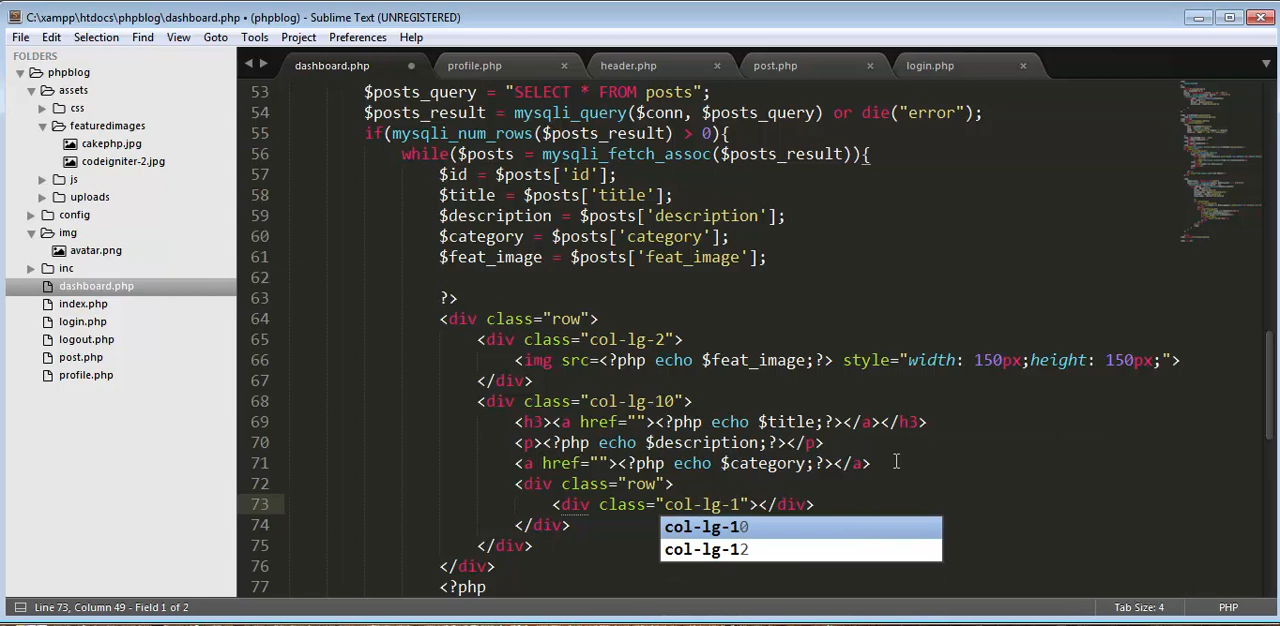 C:\xampp\htdocs\phpblog\dashboard.php • (phpblog) - Sublime Text (UNREGISTERED)
File Edit Selection Find View Goto Tools Project Preferences Help
FOLDERS
phpblog
assets
css
featuredimages
cakephp.jpg
codeigniter-2.jpg
js
uploads
config
img
avatar.png
inc
dashboard.php
index.php
login.php
logout.php
post.php
profile.php
dashboard.php profile.php header.php post.php login.php
53 $posts_query = "SELECT * FROM posts";
54 $posts_result = mysqli_query($conn, $posts_query) or die("error");
55 if(mysqli_num_rows($posts_result) > 0){
56 while($posts = mysqli_fetch_assoc($posts_result)){
57 $id = $posts['id'];
58 $title = $posts['title'];
59 $description = $posts['description'];
60 $category = $posts['category'];
61 $feat_image = $posts['feat_image'];
62
63 ?>
64 <div class="row">
65 <div class="col-lg-2">
66 <img src=<?php echo $feat_image;?> style="width: 150px;height: 150px;">
67 </div>
68 <div class="col-lg-10">
69 <h3><a href=""><?php echo $title;?></a></h3>
70 <p><?php echo $description;?></p>
71 <a href=""><?php echo $category;?></a>
72 <div class="row">
73 <div class="col-lg-1"></div>
74 </div>
75 </div>
76 </div>
77 <?php
col-lg-10
col-lg-12
Line 73, Column 49 - Field 1 of 2 Tab Size: 4 PHP